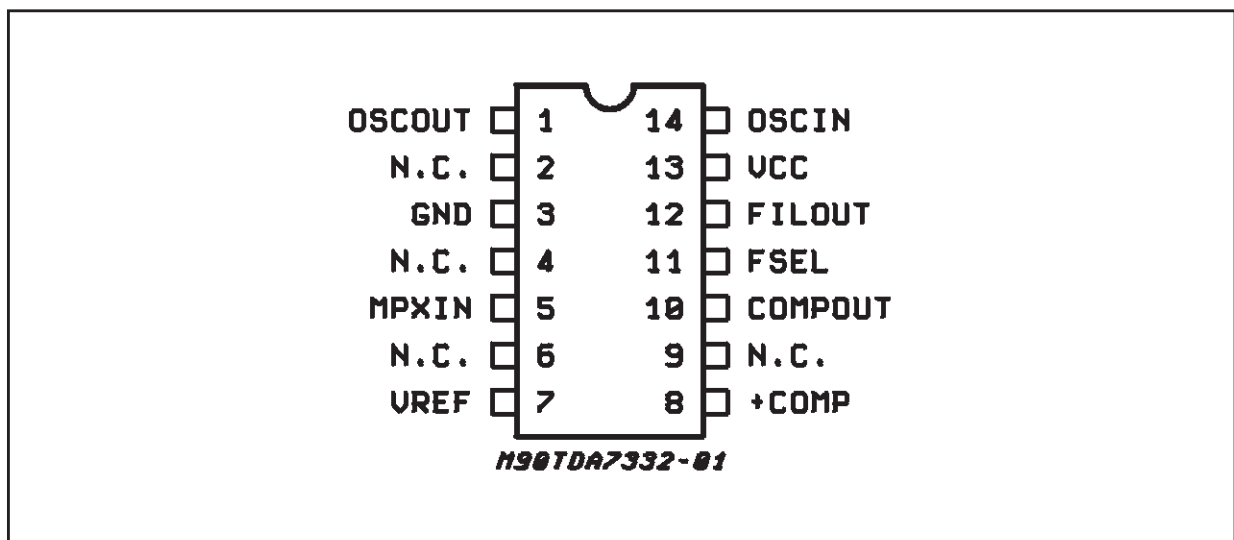 OSCOUT 1 14 OSCIN
N.C. 2 13 VCC
GND 3 12 FILOUT
N.C. 4 11 FSEL
MPXIN 5 10 COMPOUT
N.C. 6 9 N.C.
VREF 7 8 +COMP
M90TDA7332-01